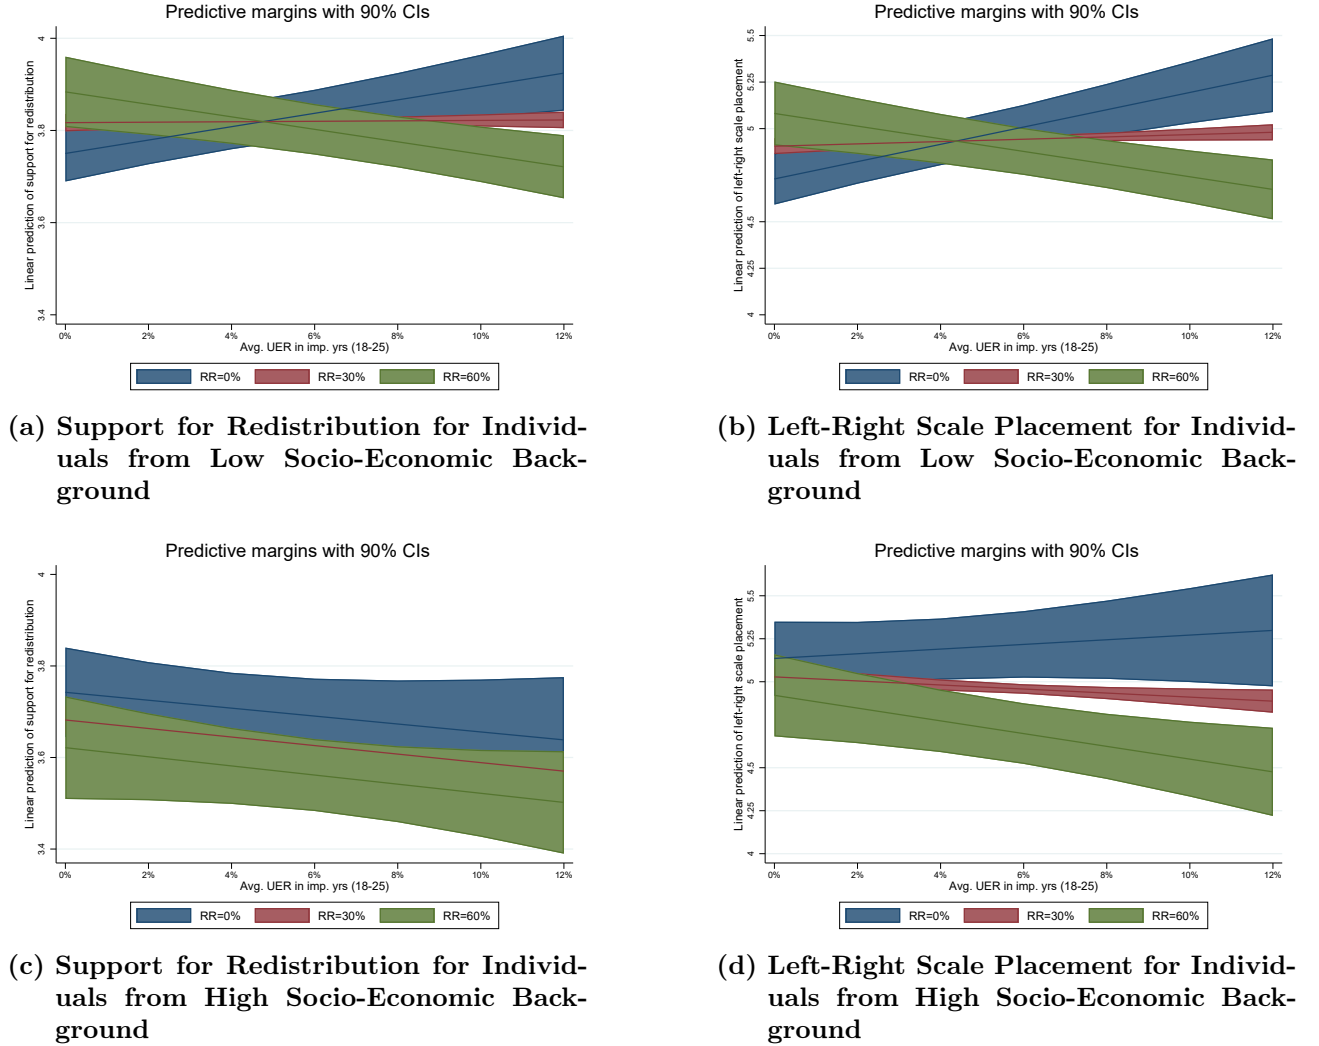 Predictive margins with 90% CIs
Linear prediction of support for redistribution
4
3.8
3.6
3.4
0% 2% 4% 6% 8% 10% 12%
Avg. UER in imp. yrs (18-25)
RR=0% RR=30% RR=60%
(a) Support for Redistribution for Individ-
uals from Low Socio-Economic Back-
ground
Predictive margins with 90% CIs
Linear prediction of left-right scale placement
5.5
5.25
5
4.5
4.25
4
0% 2% 4% 6% 8% 10% 12%
Avg. UER in imp. yrs (18-25)
RR=0% RR=30% RR=60%
(b) Left-Right Scale Placement for Individ-
uals from Low Socio-Economic Back-
ground
Predictive margins with 90% CIs
Linear prediction of support for redistribution
4
3.8
3.6
3.4
0% 2% 4% 6% 8% 10% 12%
Avg. UER in imp. yrs (18-25)
RR=0% RR=30% RR=60%
(c) Support for Redistribution for Individ-
uals from High Socio-Economic Back-
ground
Predictive margins with 90% CIs
Linear prediction of left-right scale placement
5.5
5.25
5
4.5
4.25
4
0% 2% 4% 6% 8% 10% 12%
Avg. UER in imp. yrs (18-25)
RR=0% RR=30% RR=60%
(d) Left-Right Scale Placement for Individ-
uals from High Socio-Economic Back-
ground